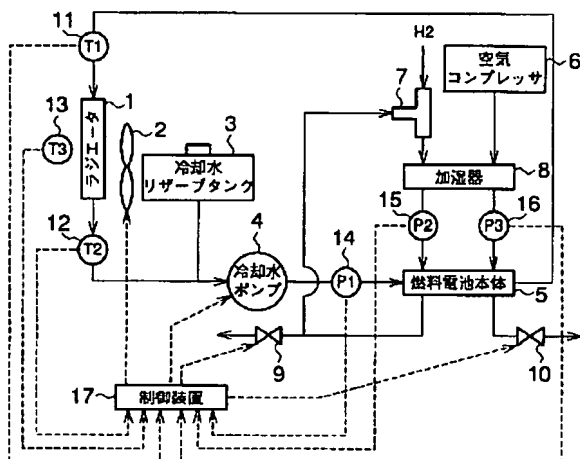 11
T1
H2
空気
コンプレッサ
6
7
13
T3
1
ラジエータ
2
3
冷却水
リザーブタンク
加湿器
8
12
T2
4
冷却水
ポンプ
14
P1
15
P2
16
P3
燃料電池本体
5
9
10
17
制御装置